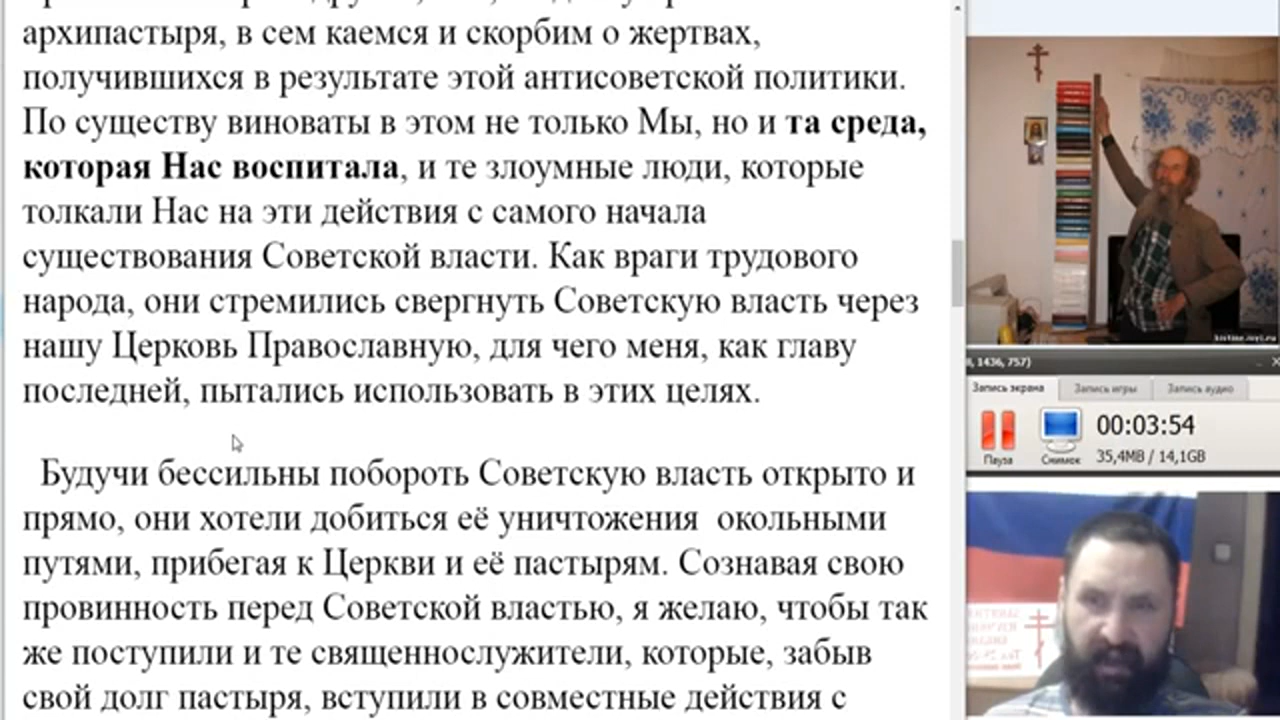 архипастыря, в сем каемся и скорбим о жертвах,
получившихся в результате этой антисоветской политики.
По существу виноваты в этом не только Мы, но и та среда,
которая Нас воспитала, и те злоумные люди, которые
толкали Нас на эти действия с самого начала
существования Советской власти. Как враги трудового
народа, они стремились свергнуть Советскую власть через
нашу Церковь Православную, для чего меня, как главу
последней, пытались использовать в этих целях.
Будучи бессильны побороть Советскую власть открыто и
прямо, они хотели добиться её уничтожения окольными
путями, прибегая к Церкви и её пастырям. Сознавая свою
провинность перед Советской властью, я желаю, чтобы так
же поступили и те священнослужители, которые, забыв
свой долг пастыря, вступили в совместные действия с
, 1436, 757)
Запись экрана Запись игры Запись аудио
00:03:54
Пауза Снимок 35,4MB / 14,1GB